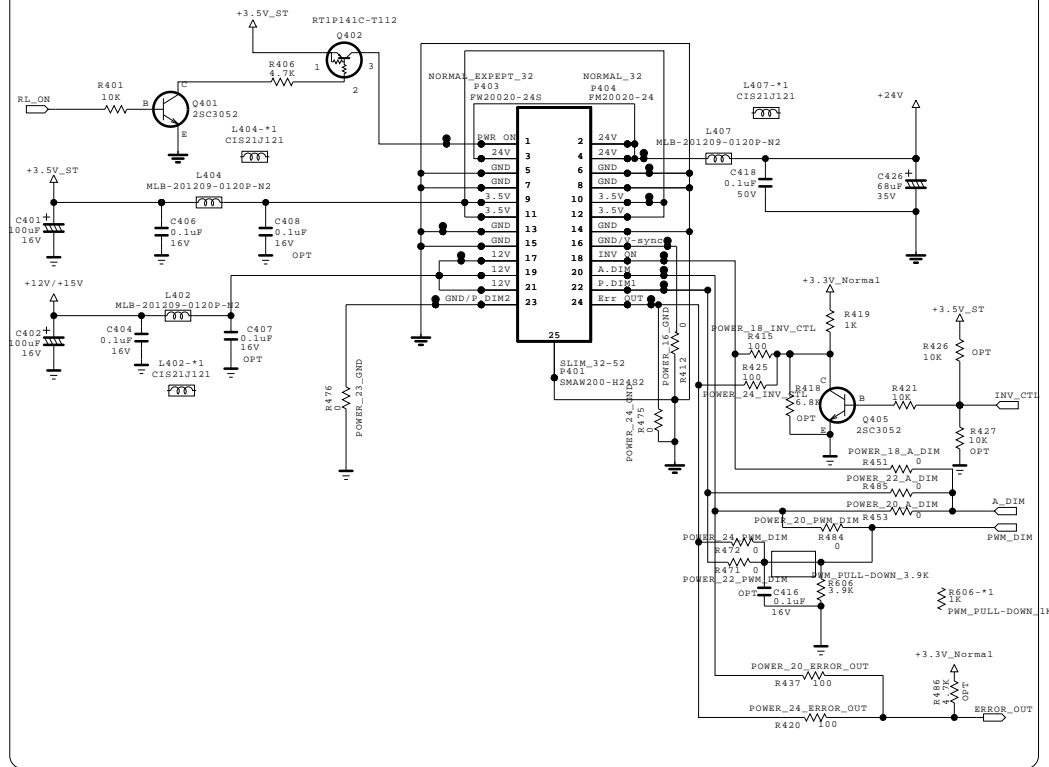 +3.5V_ST
RT1P141C-T112
Q402
R406
4.7K
1
3
2
R401
10K
RL_ON
C
B
E
Q401
2SC3052
L404-*1
CIS21J121
+3.5V_ST
L404
MLB-201209-0120P-N2
C401
100uF
16V
C406
0.1uF
16V
C408
0.1uF
16V
OPT
+12V/+15V
L402
MLB-201209-0120P-N2
C402
100uF
16V
C404
0.1uF
16V
C407
0.1uF
16V
OPT
L402-*1
CIS21J121
NORMAL_EXPEPT_32
P403
FW20020-24S
NORMAL_32
P404
FM20020-24
PWR ON
24V
GND
GND
3.5V
3.5V
GND
GND
12V
12V
12V
GND/P_DIM2
1
3
5
7
9
11
13
15
17
19
21
23
2
4
6
8
10
12
14
16
18
20
22
24
25
24V
24V
GND
GND
3.5V
3.5V
GND
GND/V-sync
INV ON
A.DIM
P.DIM1
Err OUT
SLIM_32-52
P401
SMAW200-H24S2
R476
0
POWER_23_GND
POWER_24_GND
R475
0
POWER_16_GND
R412
0
L407-*1
CIS21J121
L407
MLB-201209-0120P-N2
+24V
C418
0.1uF
50V
C426
68uF
35V
+3.3V_Normal
R419
1K
+3.5V_ST
R426
10K
OPT
POWER_18_INV_CTL
R415
100
R425
100
POWER_24_INV_CTL
R418
6.8K
OPT
C
B
E
Q405
2SC3052
R421
10K
INV_CTL
R427
10K
OPT
POWER_18_A_DIM
R451
0
POWER_22_A_DIM
R485
0
POWER_20_A_DIM
R453
0
A_DIM
POWER_20_PWM_DIM
R484
0
PWM_DIM
POWER_24_PWM_DIM
R472
0
R471
0
POWER_22_PWM_DIM
OPT
C416
0.1uF
16V
PWM_PULL-DOWN_3.9K
R606
3.9K
R606-*1
1K
PWM_PULL-DOWN_1K
+3.3V_Normal
POWER_20_ERROR_OUT
R437
100
R486
4.7K
OPT
POWER_24_ERROR_OUT
R420
100
ERROR_OUT